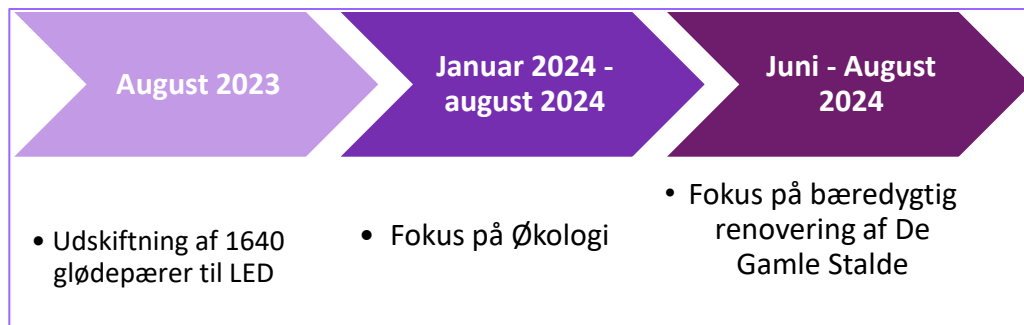 August 2023
• Udskiftning af 1640
glødepærer til LED
Januar 2024 -
august 2024
• Fokus på Økologi
Juni - August
2024
• Fokus på bæredygtig
renovering af De
Gamle Stalde